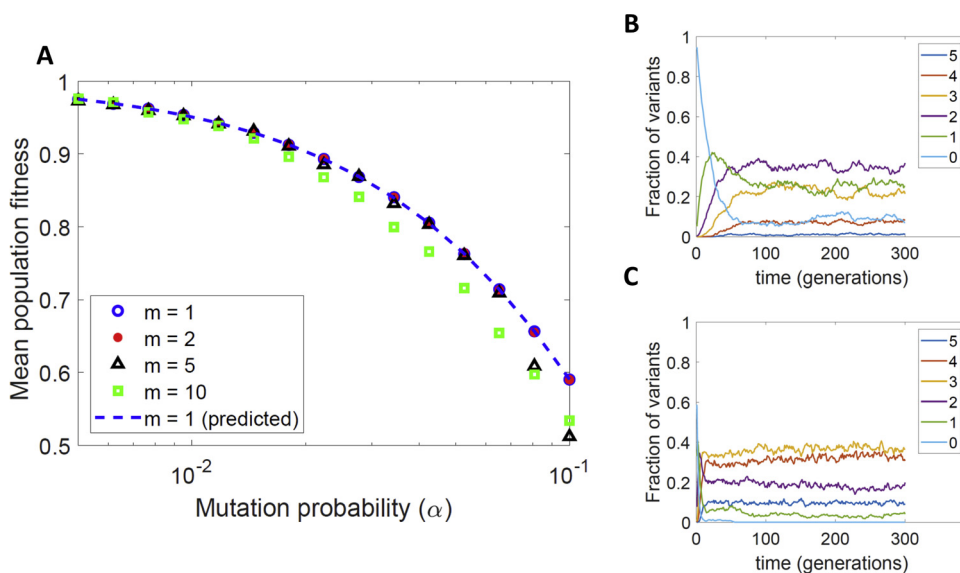 A
Mean population fitness
1
0.9
0.8
0.7
0.6
0.5
m = 1
m = 2
m = 5
m = 10
m = 1 (predicted)
10-2
10-1
Mutation probability (α)
B
Fraction of variants
1
0.8
0.6
0.4
0.2
0
0 100 200 300
time (generations)
5
4
3
2
1
0
C
Fraction of variants
1
0.8
0.6
0.4
0.2
0
0 100 200 300
time (generations)
5
4
3
2
1
0